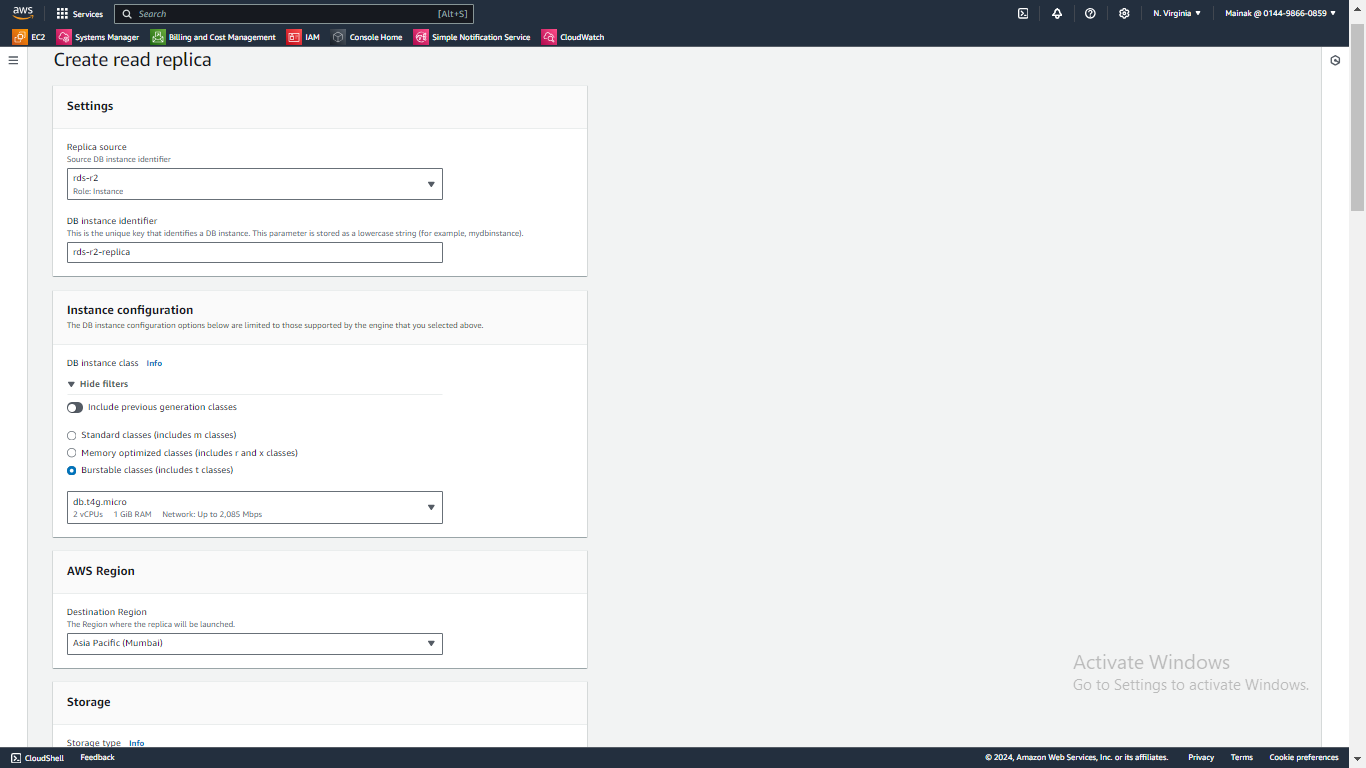 aws Services Search [Alt+S] N. Virginia Mainak @ 0144-9866-0859
EC2 Systems Manager Billing and Cost Management IAM Console Home Simple Notification Service CloudWatch
Create read replica
Settings
Replica source
Source DB instance identifier
rds-r2
Role: Instance
DB instance identifier
This is the unique key that identifies a DB instance. This parameter is stored as a lowercase string (for example, mydbinstance).
rds-r2-replica
Instance configuration
The DB instance configuration options below are limited to those supported by the engine that you selected above.
DB instance class Info
Hide filters
Include previous generation classes
Standard classes (includes m classes)
Memory optimized classes (includes r and x classes)
Burstable classes (includes t classes)
db.t4g.micro
2 vCPUs 1 GiB RAM Network: Up to 2,085 Mbps
AWS Region
Destination Region
The Region where the replica will be launched.
Asia Pacific (Mumbai)
Storage
Storage type Info
Activate Windows
Go to Settings to activate Windows.
CloudShell Feedback © 2024, Amazon Web Services, Inc. or its affiliates. Privacy Terms Cookie preferences